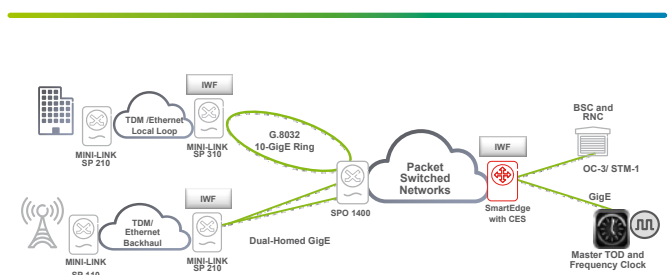 IWF
TDM /Ethernet
Local Loop
MINI-LINK
SP 210
MINI-LINK
SP 310
G.8032
10-GigE Ring
IWF
TDM/
Ethernet
Backhaul
MINI-LINK
SP 110
MINI-LINK
SP 210
Dual-Homed GigE
SPO 1400
Packet
Switched
Networks
IWF
SmartEdge
with CES
BSC and
RNC
OC-3/ STM-1
GigE
Master TOD and
Frequency Clock